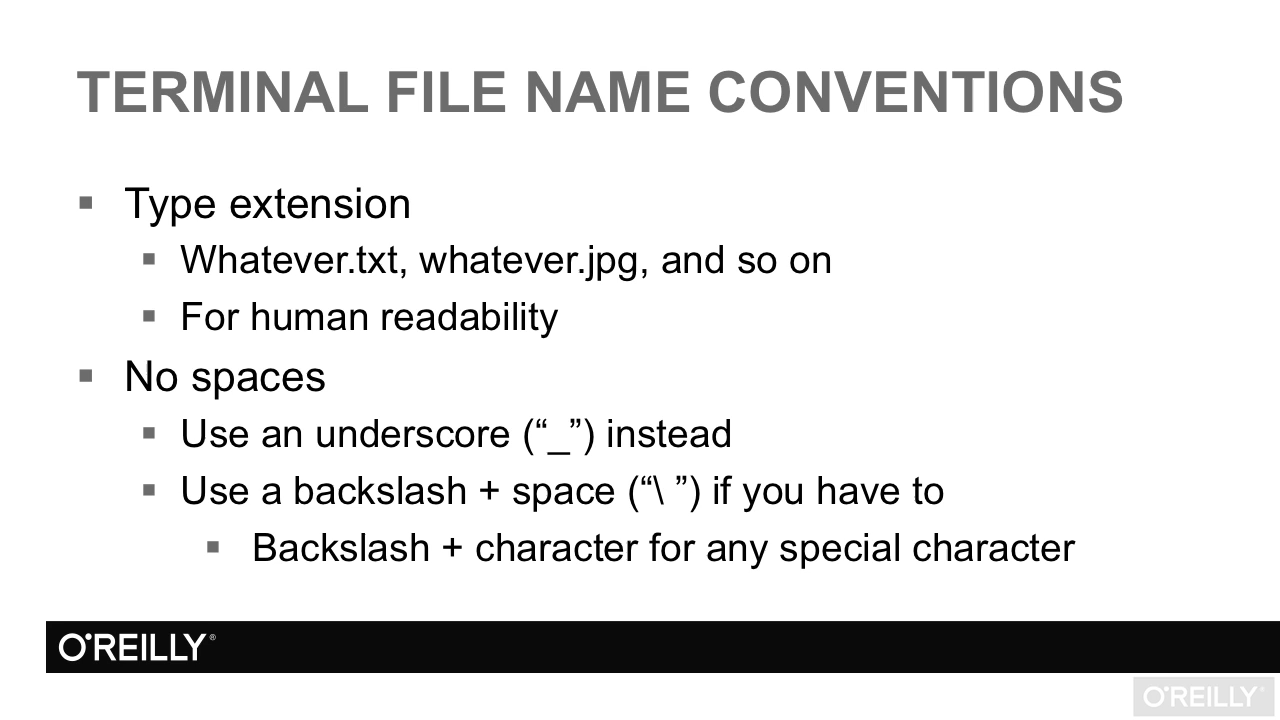 TERMINAL FILE NAME CONVENTIONS
▪ Type extension
▪ Whatever.txt, whatever.jpg, and so on
▪ For human readability
▪ No spaces
▪ Use an underscore (“_”) instead
▪ Use a backslash + space (“\ ”) if you have to
▪ Backslash + character for any special character
O'REILLY®
O'REILLY®